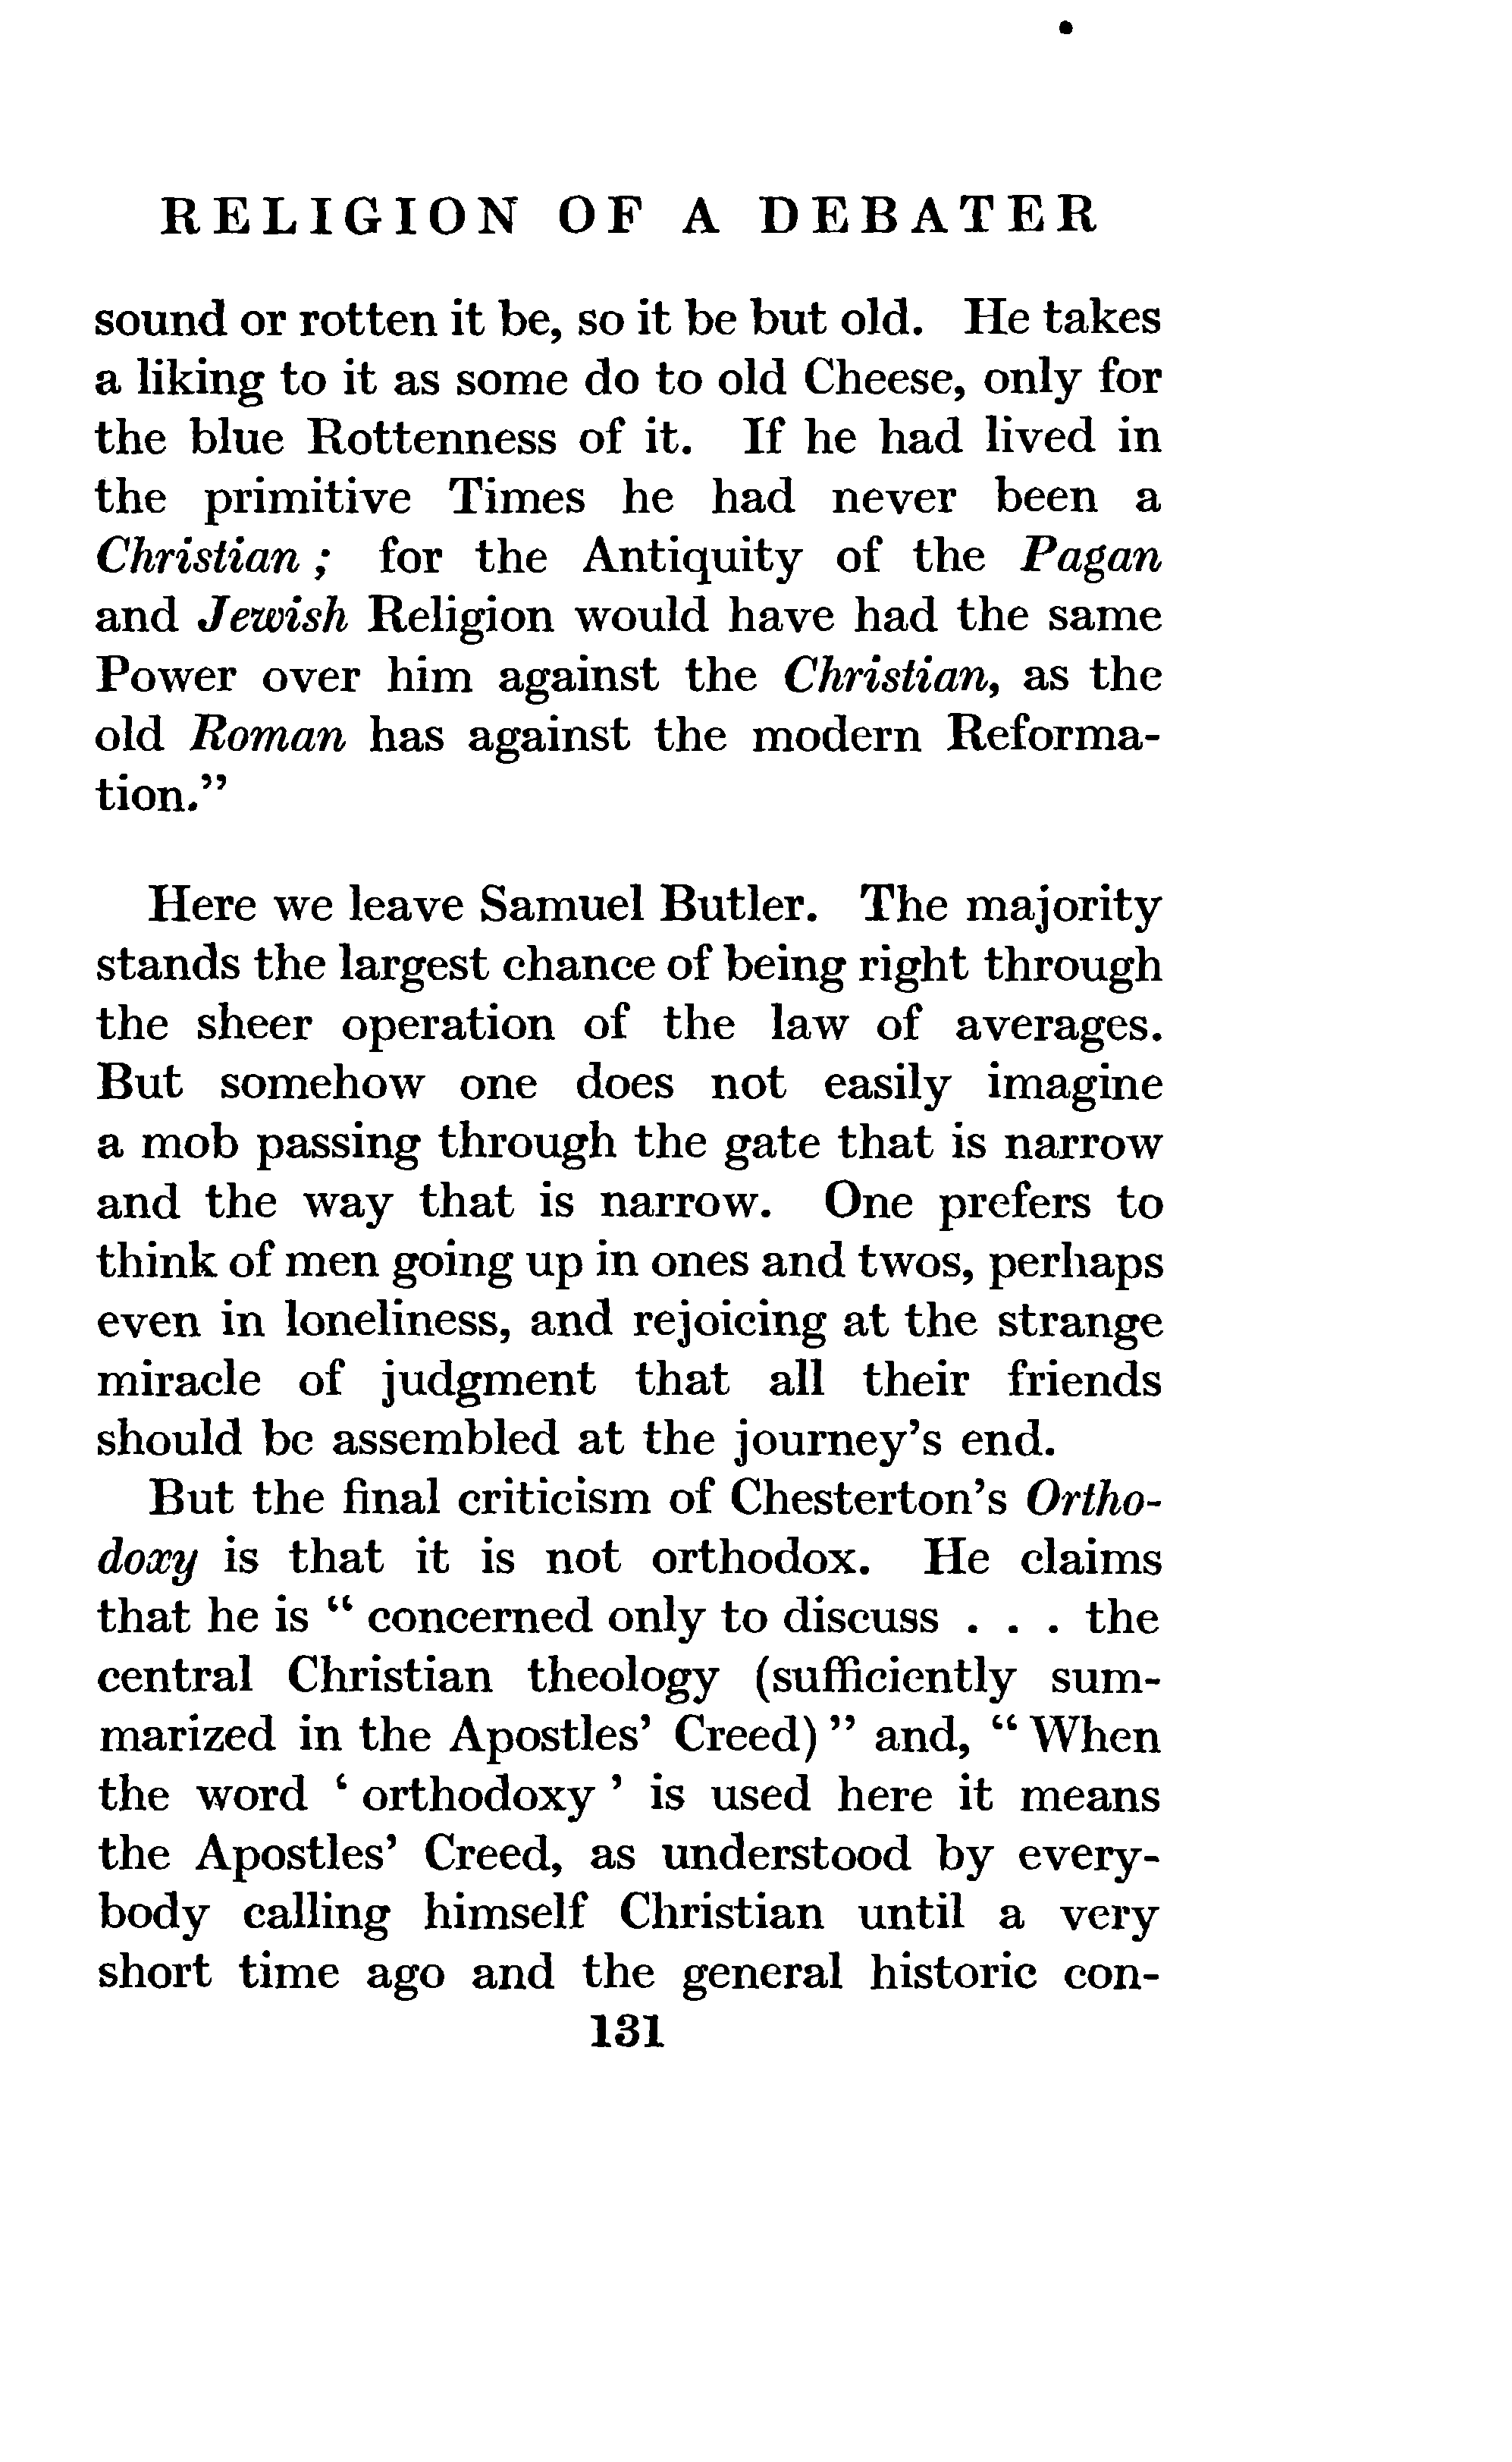 RELIGION OF A DEBATER
sound or rotten it be, so it be but old. He takes
a liking to it as some do to old Cheese, only for
the blue Rottenness of it. If he had lived in
the primitive Times he had never been a
Christian; for the Antiquity of the Pagan
and Jewish Religion would have had the same
Power over him against the Christian, as the
old Roman has against the modern Reforma-
tion."
Here we leave Samuel Butler. The majority
stands the largest chance of being right through
the sheer operation of the law of averages.
But somehow one does not easily imagine
a mob passing through the gate that is narrow
and the way that is narrow. One prefers to
think of men going up in ones and twos, perhaps
even in loneliness, and rejoicing at the strange
miracle of judgment that all their friends
should be assembled at the journey's end.
But the final criticism of Chesterton's Ortho-
doxy is that it is not orthodox. He claims
that he is "concerned only to discuss . . . the
central Christian theology (sufficiently sum-
marized in the Apostles' Creed)" and, "When
the word 'orthodoxy' is used here it means
the Apostles' Creed, as understood by every-
body calling himself Christian until a very
short time ago and the general historic con-
131